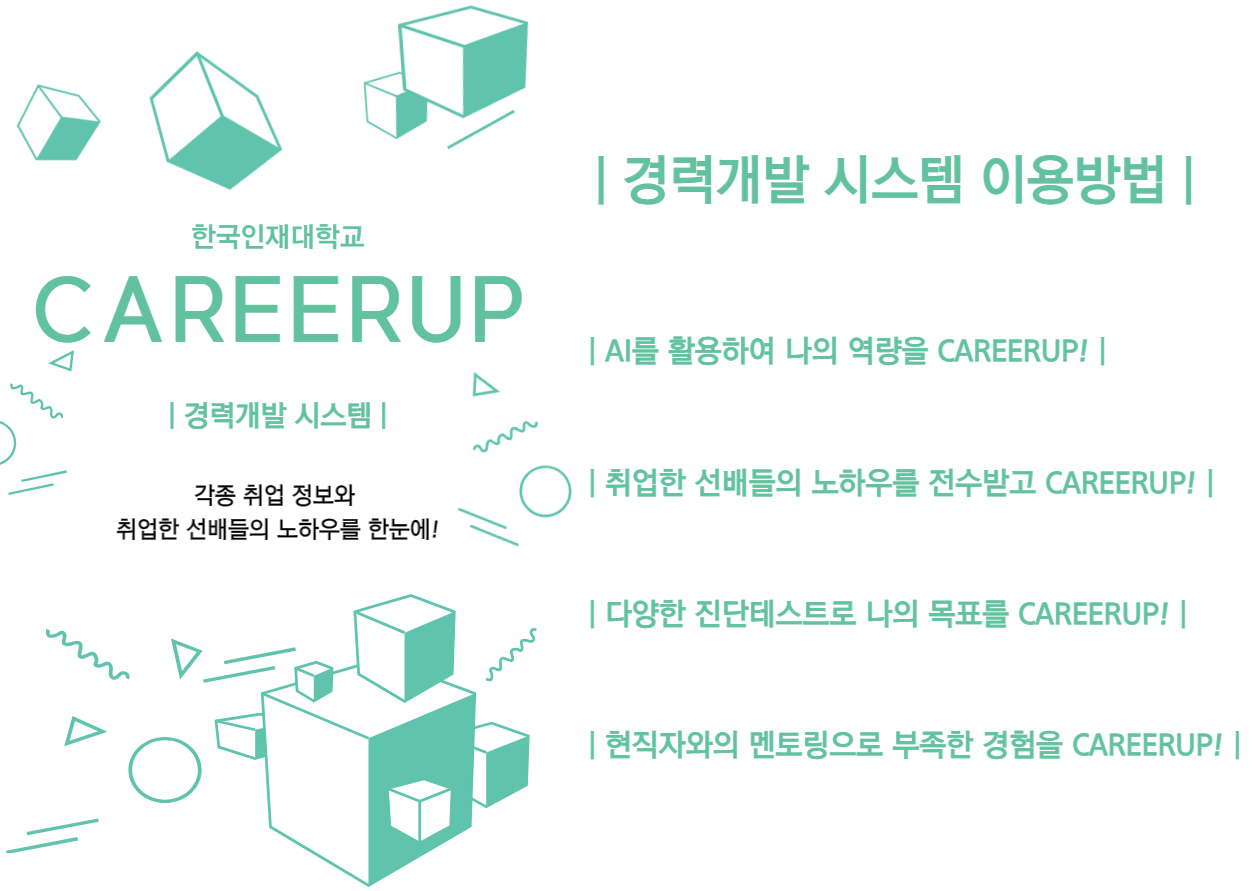 한국인재대학교
CAREERUP
| 경력개발 시스템 |
각종 취업 정보와
취업한 선배들의 노하우를 한눈에!
| 경력개발 시스템 이용방법 |
| AI를 활용하여 나의 역량을 CAREERUP! |
| 취업한 선배들의 노하우를 전수받고 CAREERUP! |
| 다양한 진단테스트로 나의 목표를 CAREERUP! |
| 현직자와의 멘토링으로 부족한 경험을 CAREERUP! |